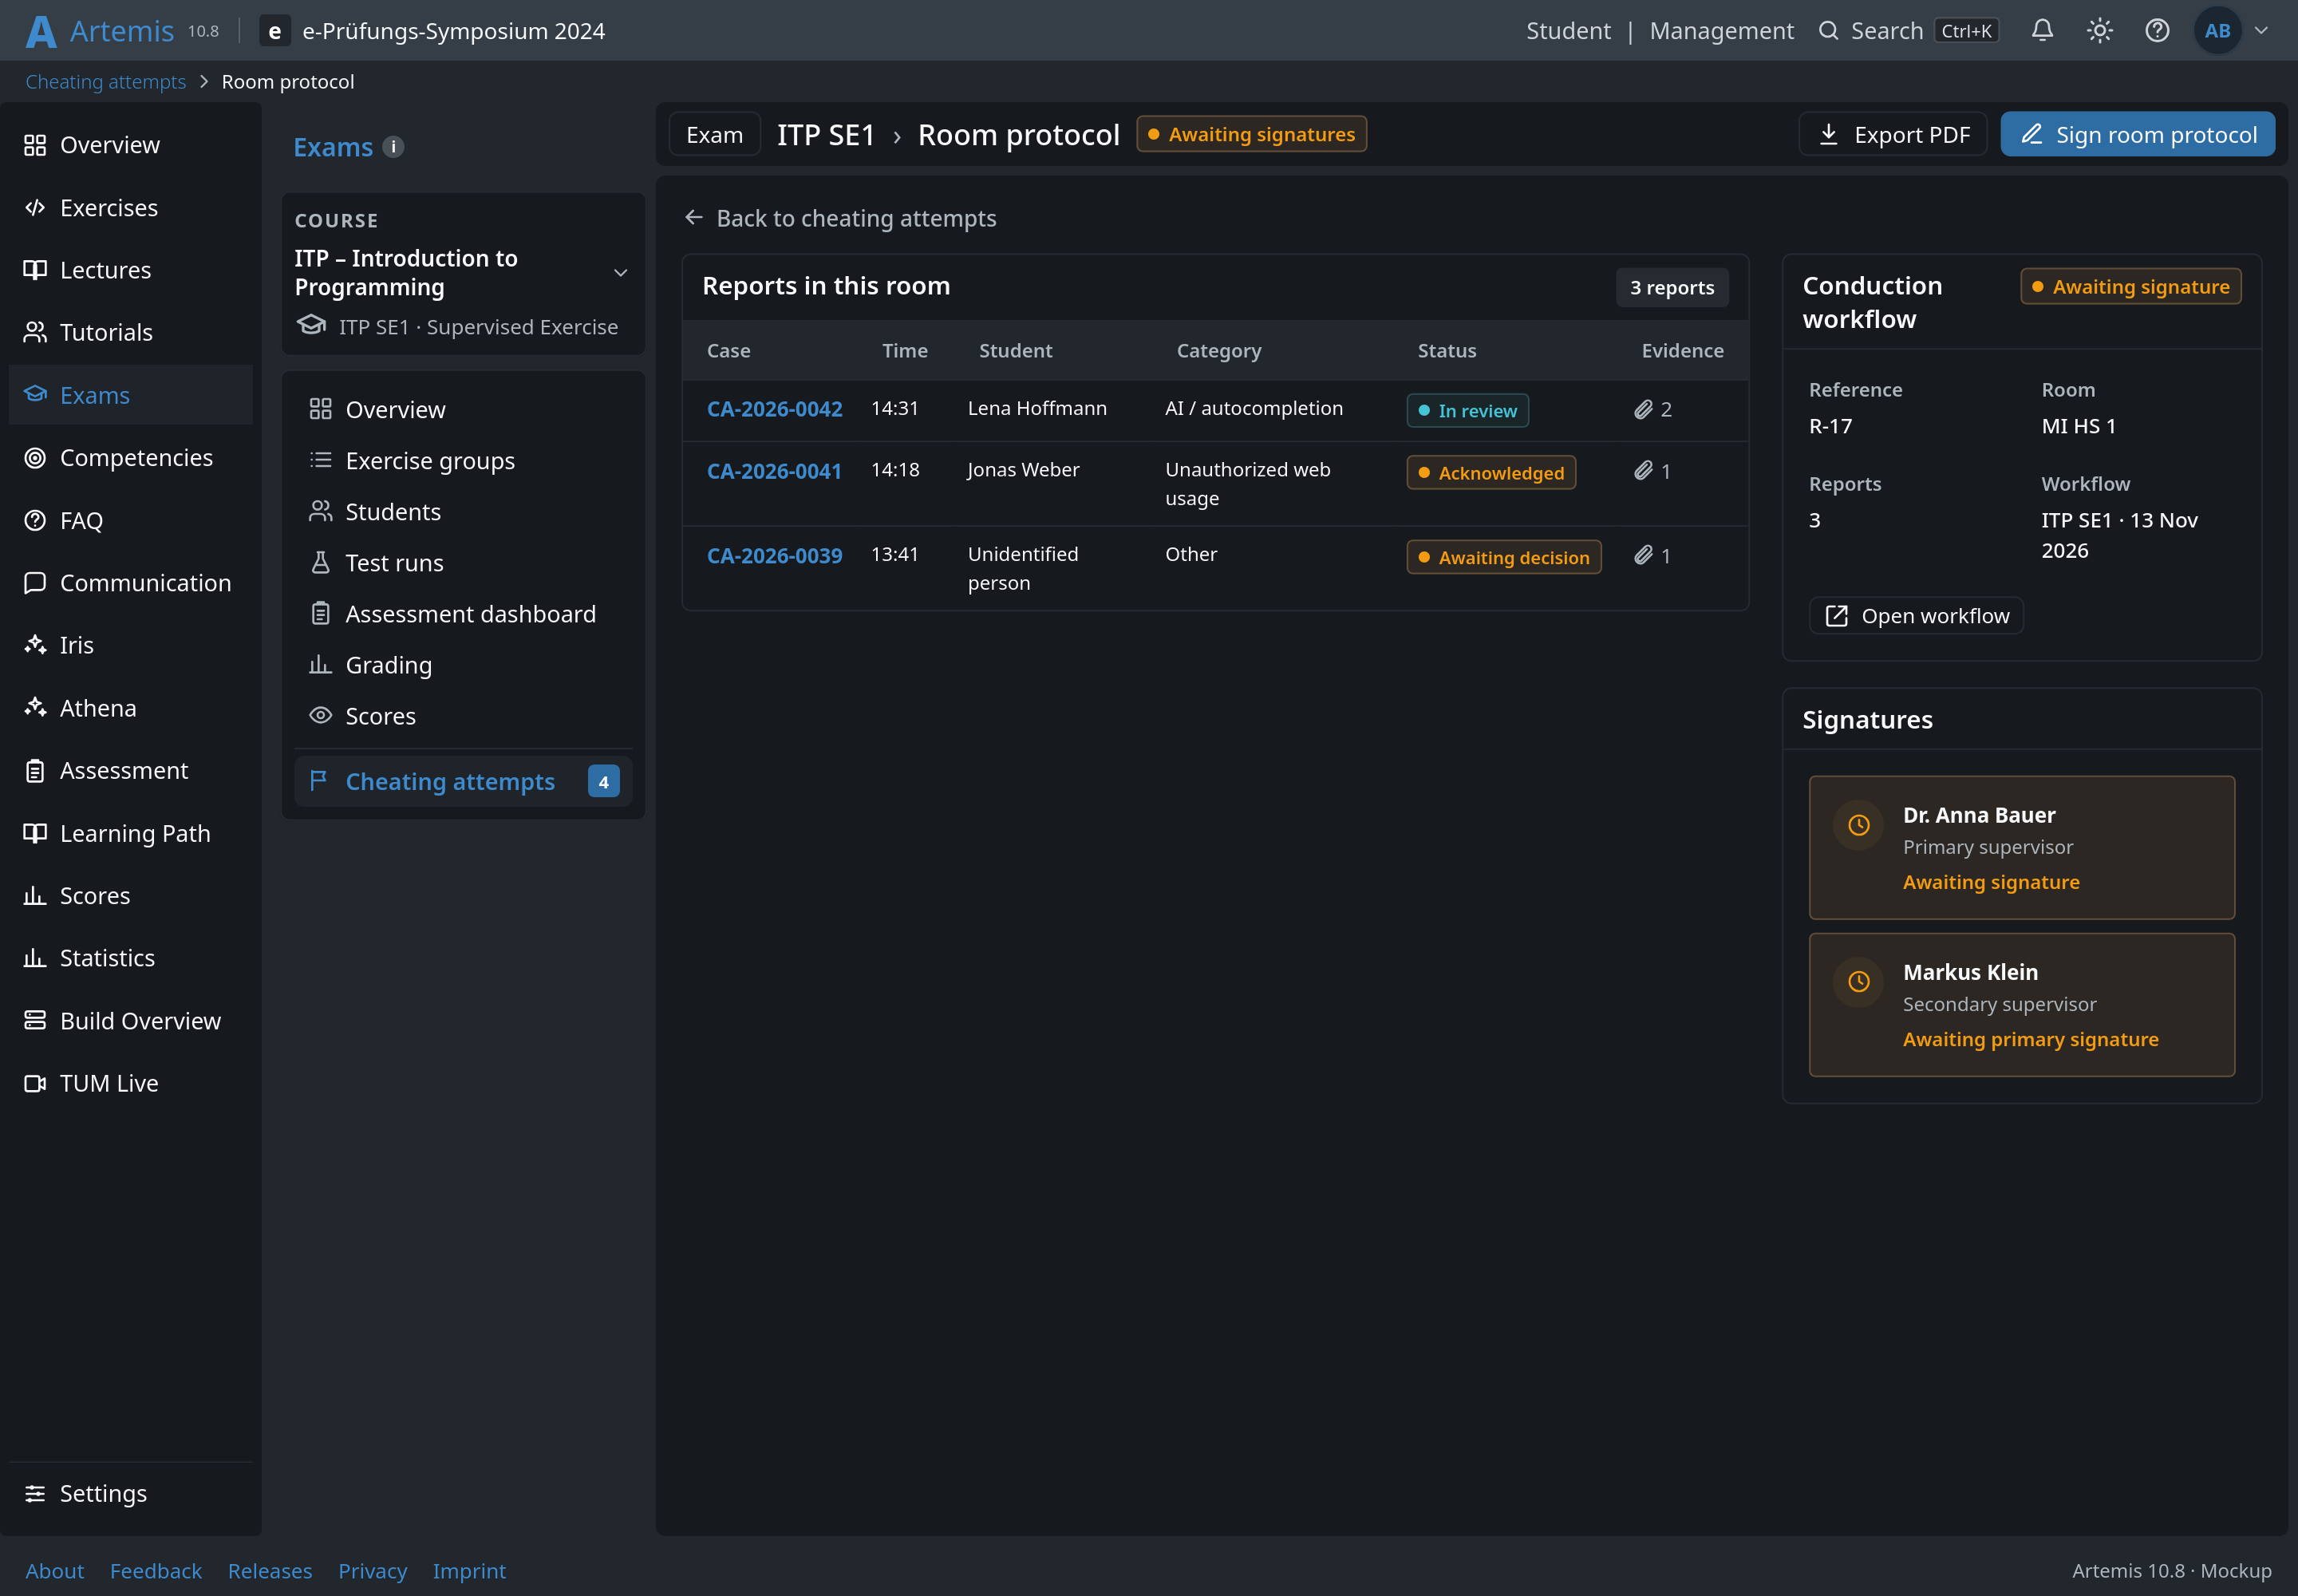 Artemis 10.8
e e-Prüfungs-Symposium 2024
Student | Management Search Ctrl+K AB
Cheating attempts > Room protocol
Overview
Exercises
Lectures
Tutorials
Exams
Competencies
FAQ
Communication
Iris
Athena
Assessment
Learning Path
Scores
Statistics
Build Overview
TUM Live
Settings
Exams i
COURSE
ITP – Introduction to
Programming
ITP SE1 · Supervised Exercise
Overview
Exercise groups
Students
Test runs
Assessment dashboard
Grading
Scores
Cheating attempts 4
Exam ITP SE1 › Room protocol Awaiting signatures
Export PDF Sign room protocol
Back to cheating attempts
Reports in this room 3 reports
Case Time Student Category Status Evidence
CA-2026-0042 14:31 Lena Hoffmann AI / autocompletion In review 2
CA-2026-0041 14:18 Jonas Weber Unauthorized web Acknowledged 1
usage
CA-2026-0039 13:41 Unidentified Other Awaiting decision 1
person
Conduction Awaiting signature
workflow
Reference Room
R-17 MI HS 1
Reports Workflow
3 ITP SE1 · 13 Nov
2026
Open workflow
Signatures
Dr. Anna Bauer
Primary supervisor
Awaiting signature
Markus Klein
Secondary supervisor
Awaiting primary signature
About Feedback Releases Privacy Imprint
Artemis 10.8 · Mockup